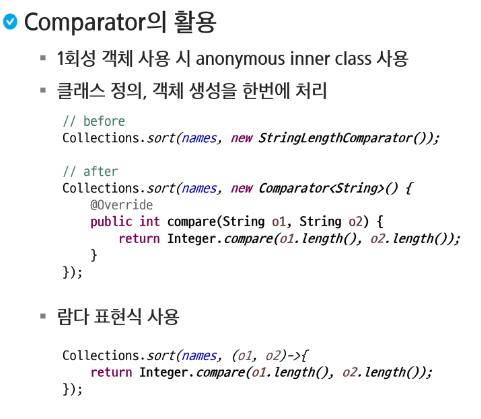 Comparator의 활용
1회성 객체 사용 시 anonymous inner class 사용
클래스 정의, 객체 생성을 한번에 처리
// before
Collections.sort(names, new StringLengthComparator());
// after
Collections.sort(names, new Comparator<String>() {
@Override
public int compare(String o1, String o2) {
return Integer.compare(o1.length(), o2.length());
}
});
람다 표현식 사용
Collections.sort(names, (o1, o2)->{
return Integer.compare(o1.length(), o2.length());
});